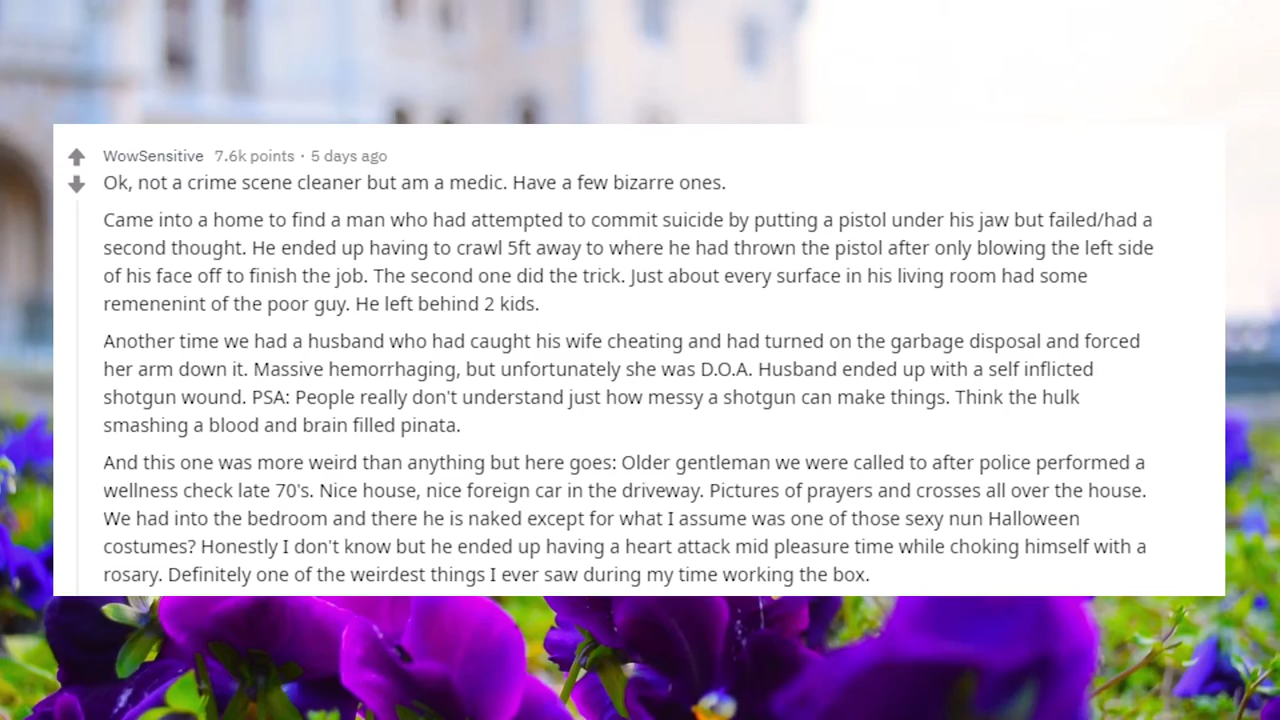 WowSensitive 7.6k points · 5 days ago
Ok, not a crime scene cleaner but am a medic. Have a few bizarre ones.
Came into a home to find a man who had attempted to commit suicide by putting a pistol under his jaw but failed/had a
second thought. He ended up having to crawl 5ft away to where he had thrown the pistol after only blowing the left side
of his face off to finish the job. The second one did the trick. Just about every surface in his living room had some
remenenint of the poor guy. He left behind 2 kids.
Another time we had a husband who had caught his wife cheating and had turned on the garbage disposal and forced
her arm down it. Massive hemorrhaging, but unfortunately she was D.O.A. Husband ended up with a self inflicted
shotgun wound. PSA: People really don't understand just how messy a shotgun can make things. Think the hulk
smashing a blood and brain filled pinata.
And this one was more weird than anything but here goes: Older gentleman we were called to after police performed a
wellness check late 70's. Nice house, nice foreign car in the driveway. Pictures of prayers and crosses all over the house.
We had into the bedroom and there he is naked except for what I assume was one of those sexy nun Halloween
costumes? Honestly I don't know but he ended up having a heart attack mid pleasure time while choking himself with a
rosary. Definitely one of the weirdest things I ever saw during my time working the box.